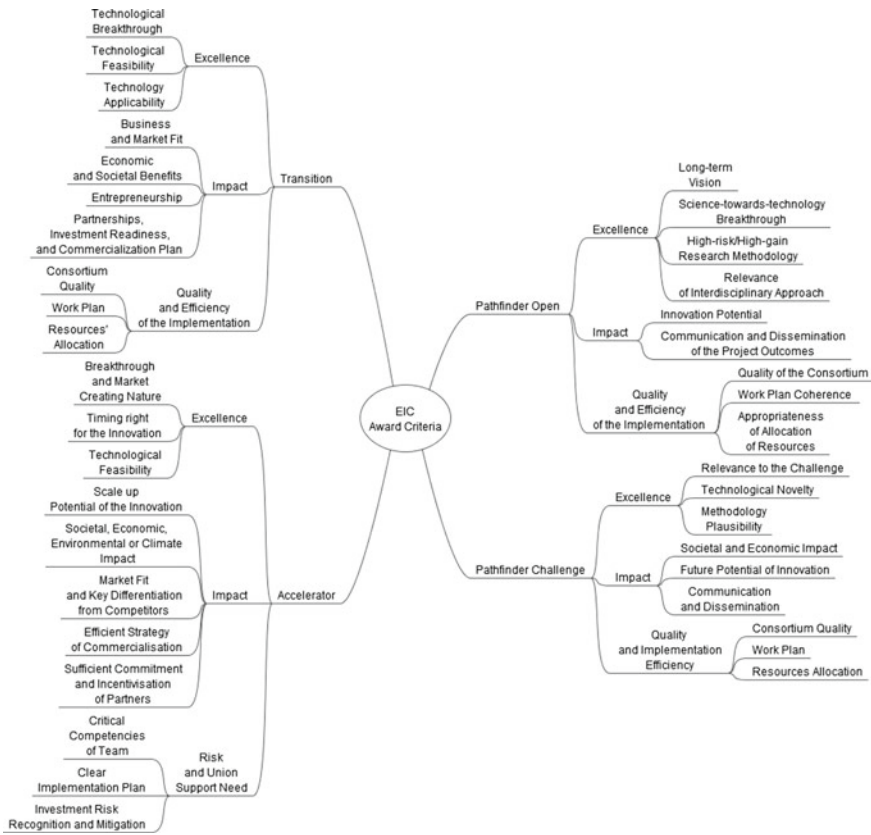 Technological
Breakthrough
Technological
Feasibility
Technology
Applicability
Excellence
Business
and Market Fit
Economic
and Societal Benefits
Entrepreneurship
Partnerships,
Investment Readiness,
and Commercialization Plan
Impact
Consortium
Quality
Work Plan
Resources'
Allocation
Quality
and Efficiency
of the Implementation
Transition
Breakthrough
and Market
Creating Nature
Timing right
for the Innovation
Technological
Feasibility
Excellence
Scale up
Potential of the Innovation
Societal, Economic,
Environmental or Climate
Impact
Market Fit
and Key Differentiation
from Competitors
Efficient Strategy
of Commercialisation
Sufficient Commitment
and Incentivisation
of Partners
Impact
Critical
Competencies
of Team
Clear
Implementation Plan
Investment Risk
Recognition and Mitigation
Risk
and Union
Support Need
Accelerator
EIC
Award Criteria
Pathfinder Open
Excellence
Long-term
Vision
Science-towards-technology
Breakthrough
High-risk/High-gain
Research Methodology
Relevance
of Interdisciplinary Approach
Impact
Innovation Potential
Communication and Dissemination
of the Project Outcomes
Quality
and Efficiency
of the Implementation
Quality of the Consortium
Work Plan Coherence
Appropriateness
of Allocation
of Resources
Pathfinder Challenge
Excellence
Relevance to the Challenge
Technological Novelty
Methodology
Plausibility
Impact
Societal and Economic Impact
Future Potential of Innovation
Communication
and Dissemination
Quality
and Implementation
Efficiency
Consortium Quality
Work Plan
Resources Allocation